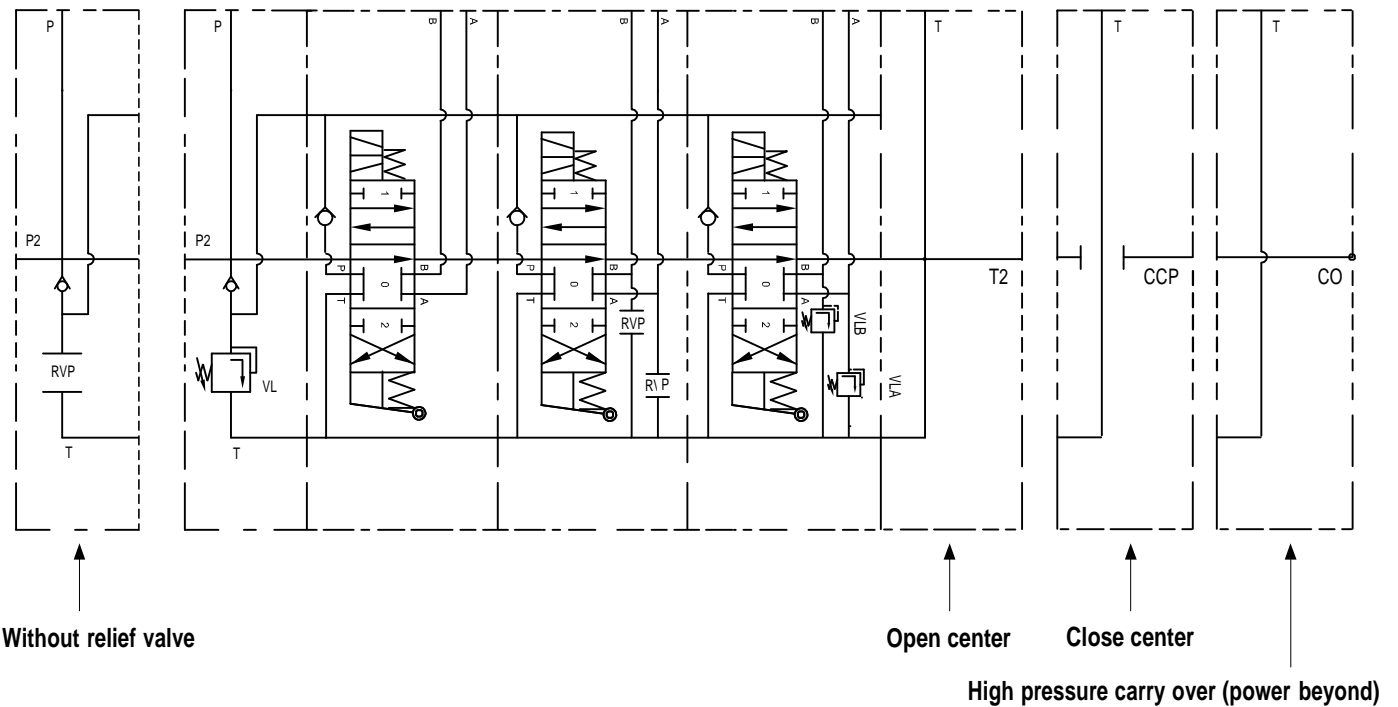 P
P2
RVP
T
P
P2
VL
T
B
A
1
0
2
P
T
B
A
B
A
1
0
2
P
T
B
A
RVP
R\ P
B
A
1
0
2
P
T
B
A
VLB
VLA
T
T2
T
CCP
T
CO
Without relief valve
Open center
Close center
High pressure carry over (power beyond)